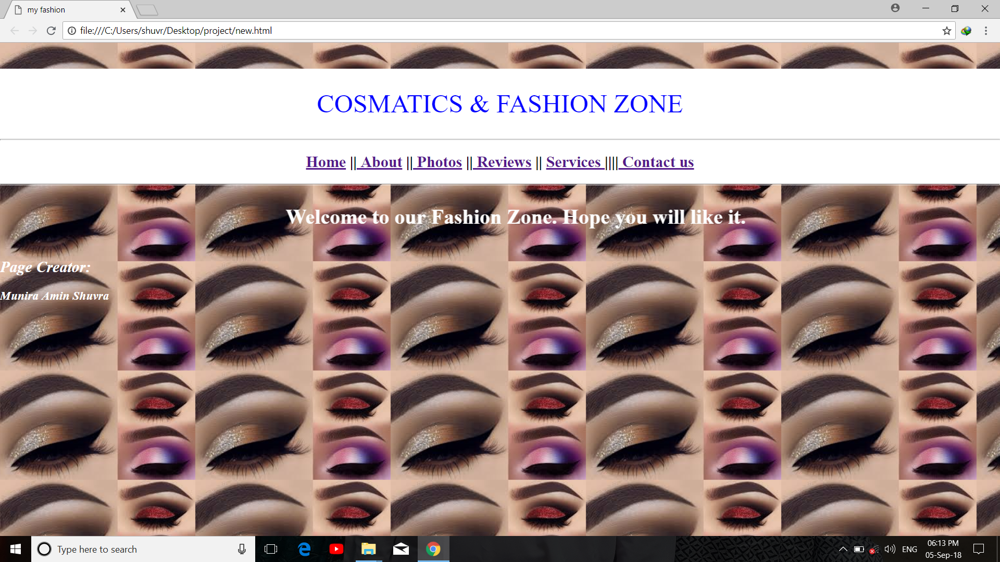 my fashion
file:///C:/Users/shuvr/Desktop/project/new.html
COSMATICS & FASHION ZONE
Home || About || Photos || Reviews || Services |||| Contact us
Welcome to our Fashion Zone. Hope you will like it.
Page Creator:
Munira Amin Shuvra
Type here to search
ENG
06:13 PM
05-Sep-18